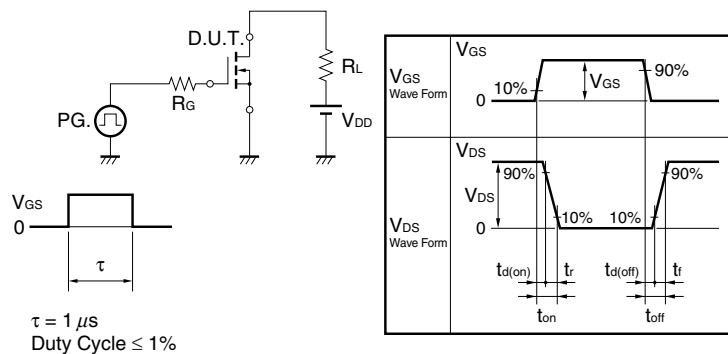 D.U.T.
RL
RG
PG.
VDD
VGS
0
τ
τ = 1 μs
Duty Cycle ≤ 1%
VGS
Wave Form
VGS
10%
VGS
90%
0
VDS
Wave Form
VDS
90%
VDS
90%
10%
10%
0
td(on)
tr
td(off)
tf
ton
toff